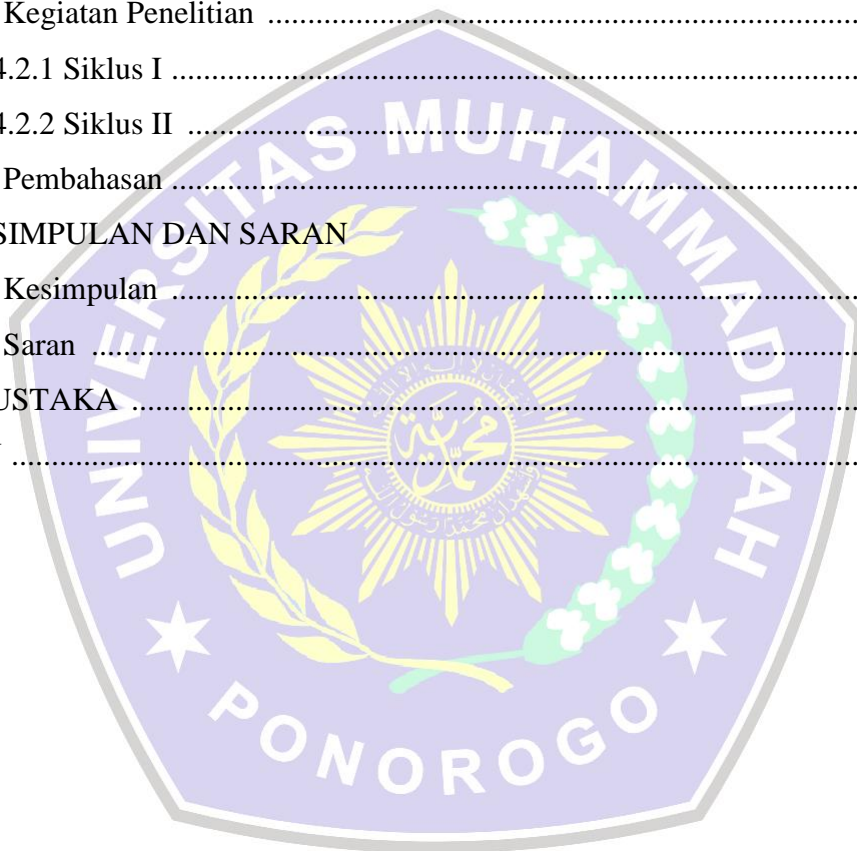 Kegiatan Penelitian ................................................................
4.2.1 Siklus I ................................................................
4.2.2 Siklus II ................................................................
Pembahasan ................................................................
SIMPULAN DAN SARAN
Kesimpulan ................................................................
Saran ................................................................
USTAKA ................................................................
................................................................
UNIVERSITAS MUHAMMADIYAH
PONOROGO
محمدية